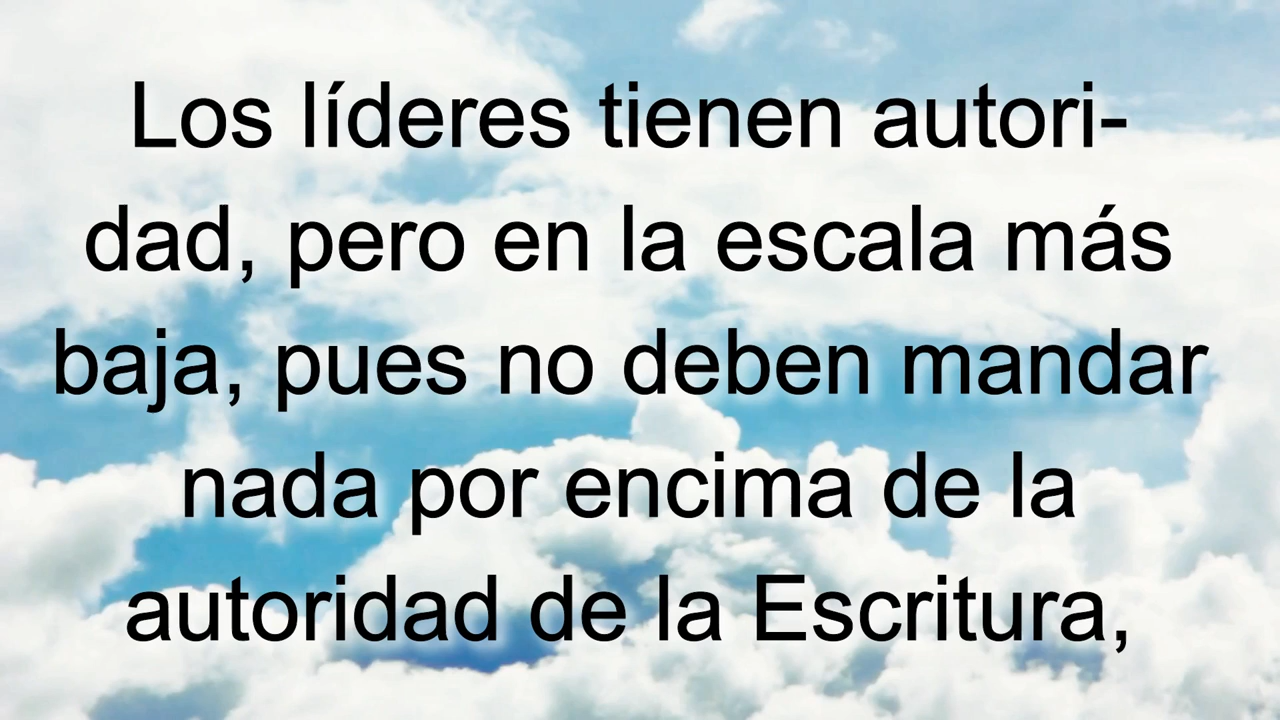 Los líderes tienen autori-
dad, pero en la escala más
baja, pues no deben mandar
nada por encima de la
autoridad de la Escritura,